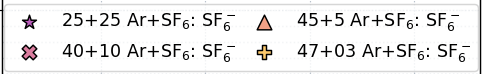 25+25 Ar+SF₆: SF₆⁻ 45+5 Ar+SF₆: SF₆⁻
40+10 Ar+SF₆: SF₆⁻ 47+03 Ar+SF₆: SF₆⁻